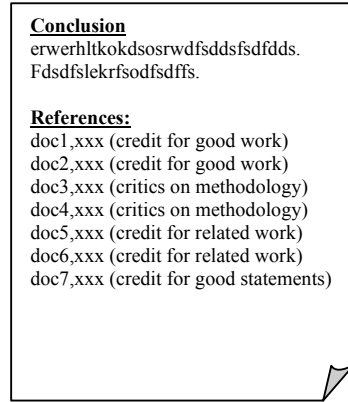 Conclusion
erwerhltkokdsosrwdfsddsfsdfdds.
Fdsdfslekrfsodfsdffs.
References:
doc1,xxx (credit for good work)
doc2,xxx (credit for good work)
doc3,xxx (critics on methodology)
doc4,xxx (critics on methodology)
doc5,xxx (credit for related work)
doc6,xxx (credit for related work)
doc7,xxx (credit for good statements)